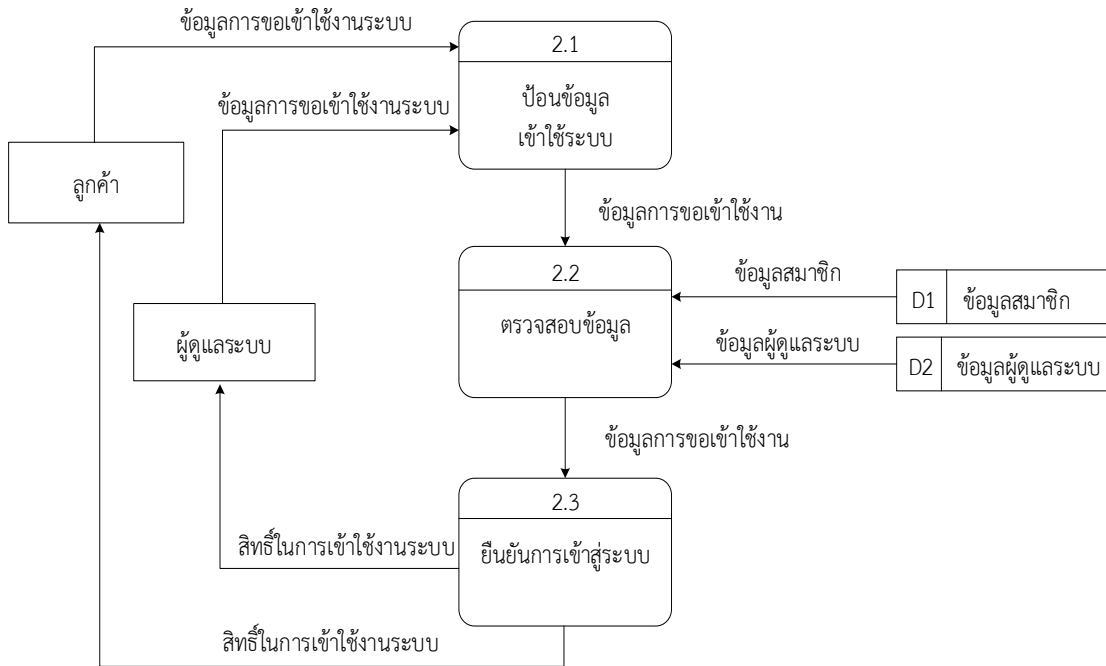 ข้อมูลการขอเข้าใช้งานระบบ
2.1
ป้อนข้อมูล
เข้าใช้ระบบ
ข้อมูลการขอเข้าใช้งานระบบ
ลูกค้า
ข้อมูลการขอเข้าใช้งาน
2.2
ตรวจสอบข้อมูล
ข้อมูลสมาชิก
D1 ข้อมูลสมาชิก
ผู้ดูแลระบบ
ข้อมูลผู้ดูแลระบบ
D2 ข้อมูลผู้ดูแลระบบ
ข้อมูลการขอเข้าใช้งาน
2.3
ยืนยันการเข้าสู่ระบบ
สิทธิ์ในการเข้าใช้งานระบบ
สิทธิ์ในการเข้าใช้งานระบบ